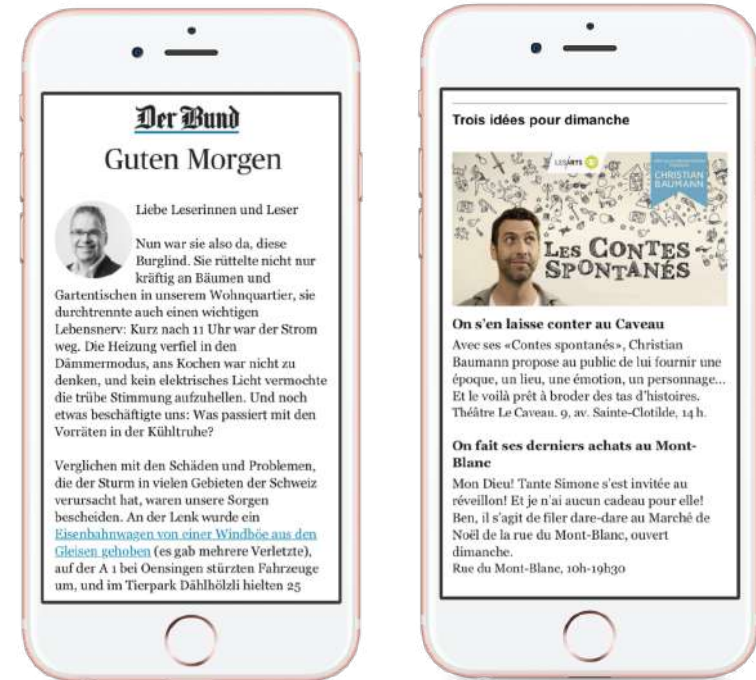 Der Bund
Guten Morgen
Liebe Leserinnen und Leser
Nun war sie also da, diese
Burglind. Sie rüttelte nicht nur
kräftig an Bäumen und
Gartentischen in unserem Wohnquartier, sie
durchtrennte auch einen wichtigen
Lebensnerv: Kurz nach 11 Uhr war der Strom
weg. Die Heizung verfiel in den
Dämmermodus, ans Kochen war nicht zu
denken, und kein elektrisches Licht vermochte
die trübe Stimmung aufzuhellen. Und noch
etwas beschäftigte uns: Was passiert mit den
Vorräten in der Kühltruhe?
Verglichen mit den Schäden und Problemen,
die der Sturm in vielen Gebieten der Schweiz
verursacht hat, waren unsere Sorgen
bescheiden. An der Lenk wurde ein
Eisenbahnwagen von einer Windböe aus den
Gleisen gehoben (es gab mehrere Verletzte),
auf der A 1 bei Oensingen stürzten Fahrzeuge
um, und im Tierpark Dählhölzli hielten 25
Trois idées pour dimanche
LES ARTS
CHRISTIAN
BAUMANN
LES CONTES
SPONTANÉS
On s'en laisse conter au Caveau
Avec ses «Contes spontanés», Christian
Baumann propose au public de lui fournir une
époque, un lieu, une émotion, un personnage...
Et le voilà prêt à broder des tas d'histoires.
Théâtre Le Caveau. 9, av. Sainte-Clotilde, 14 h.
On fait ses derniers achats au Mont-
Blanc
Mon Dieu! Tante Simone s'est invitée au
réveillon! Et je n'ai aucun cadeau pour elle!
Ben, il s'agit de filer dare-dare au Marché de
Noël de la rue du Mont-Blanc, ouvert
dimanche.
Rue du Mont-Blanc, 10h-19h30